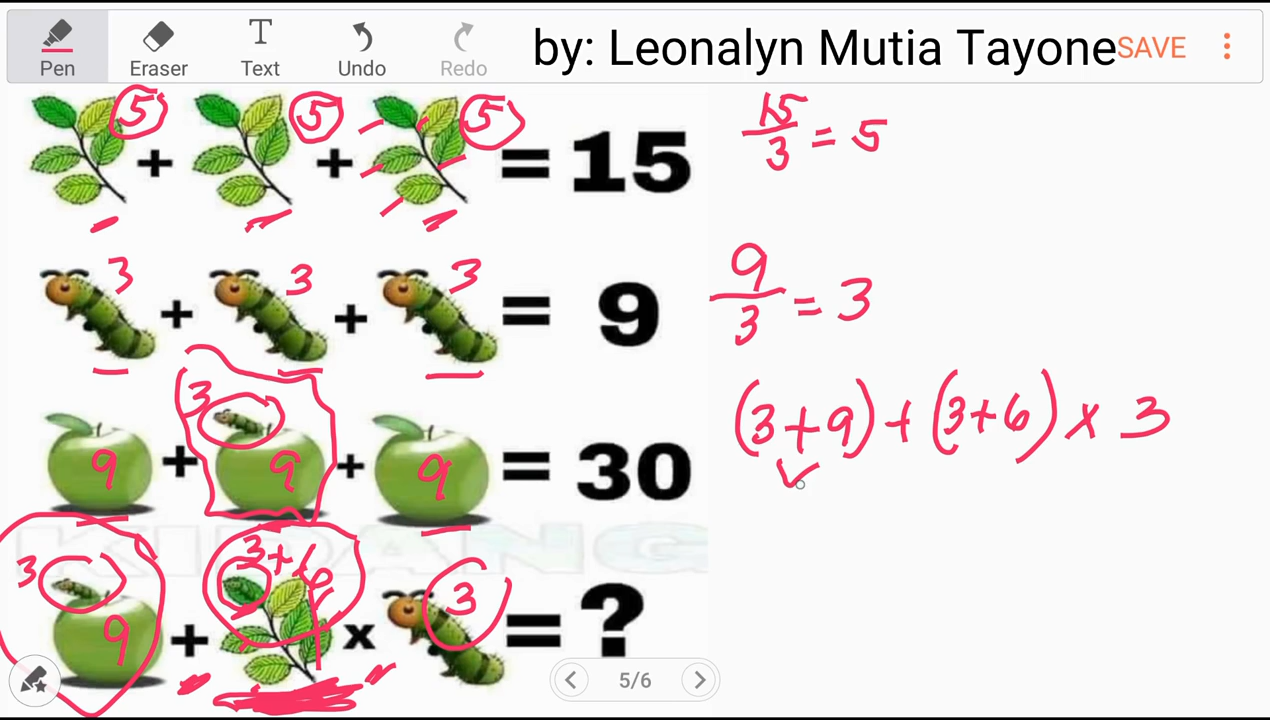 by: Leonalyn Mutia Tayone
SAVE
Pen
Eraser
Text
Undo
Redo
5 + 5 + 5 = 15
15/3 = 5
3 + 3 + 3 = 9
9/3 = 3
3
9 + 9 + 9 = 30
(3+9) + (3+6) × 3
KIDANG
3 3+6
9 + x 3 = ?
5/6